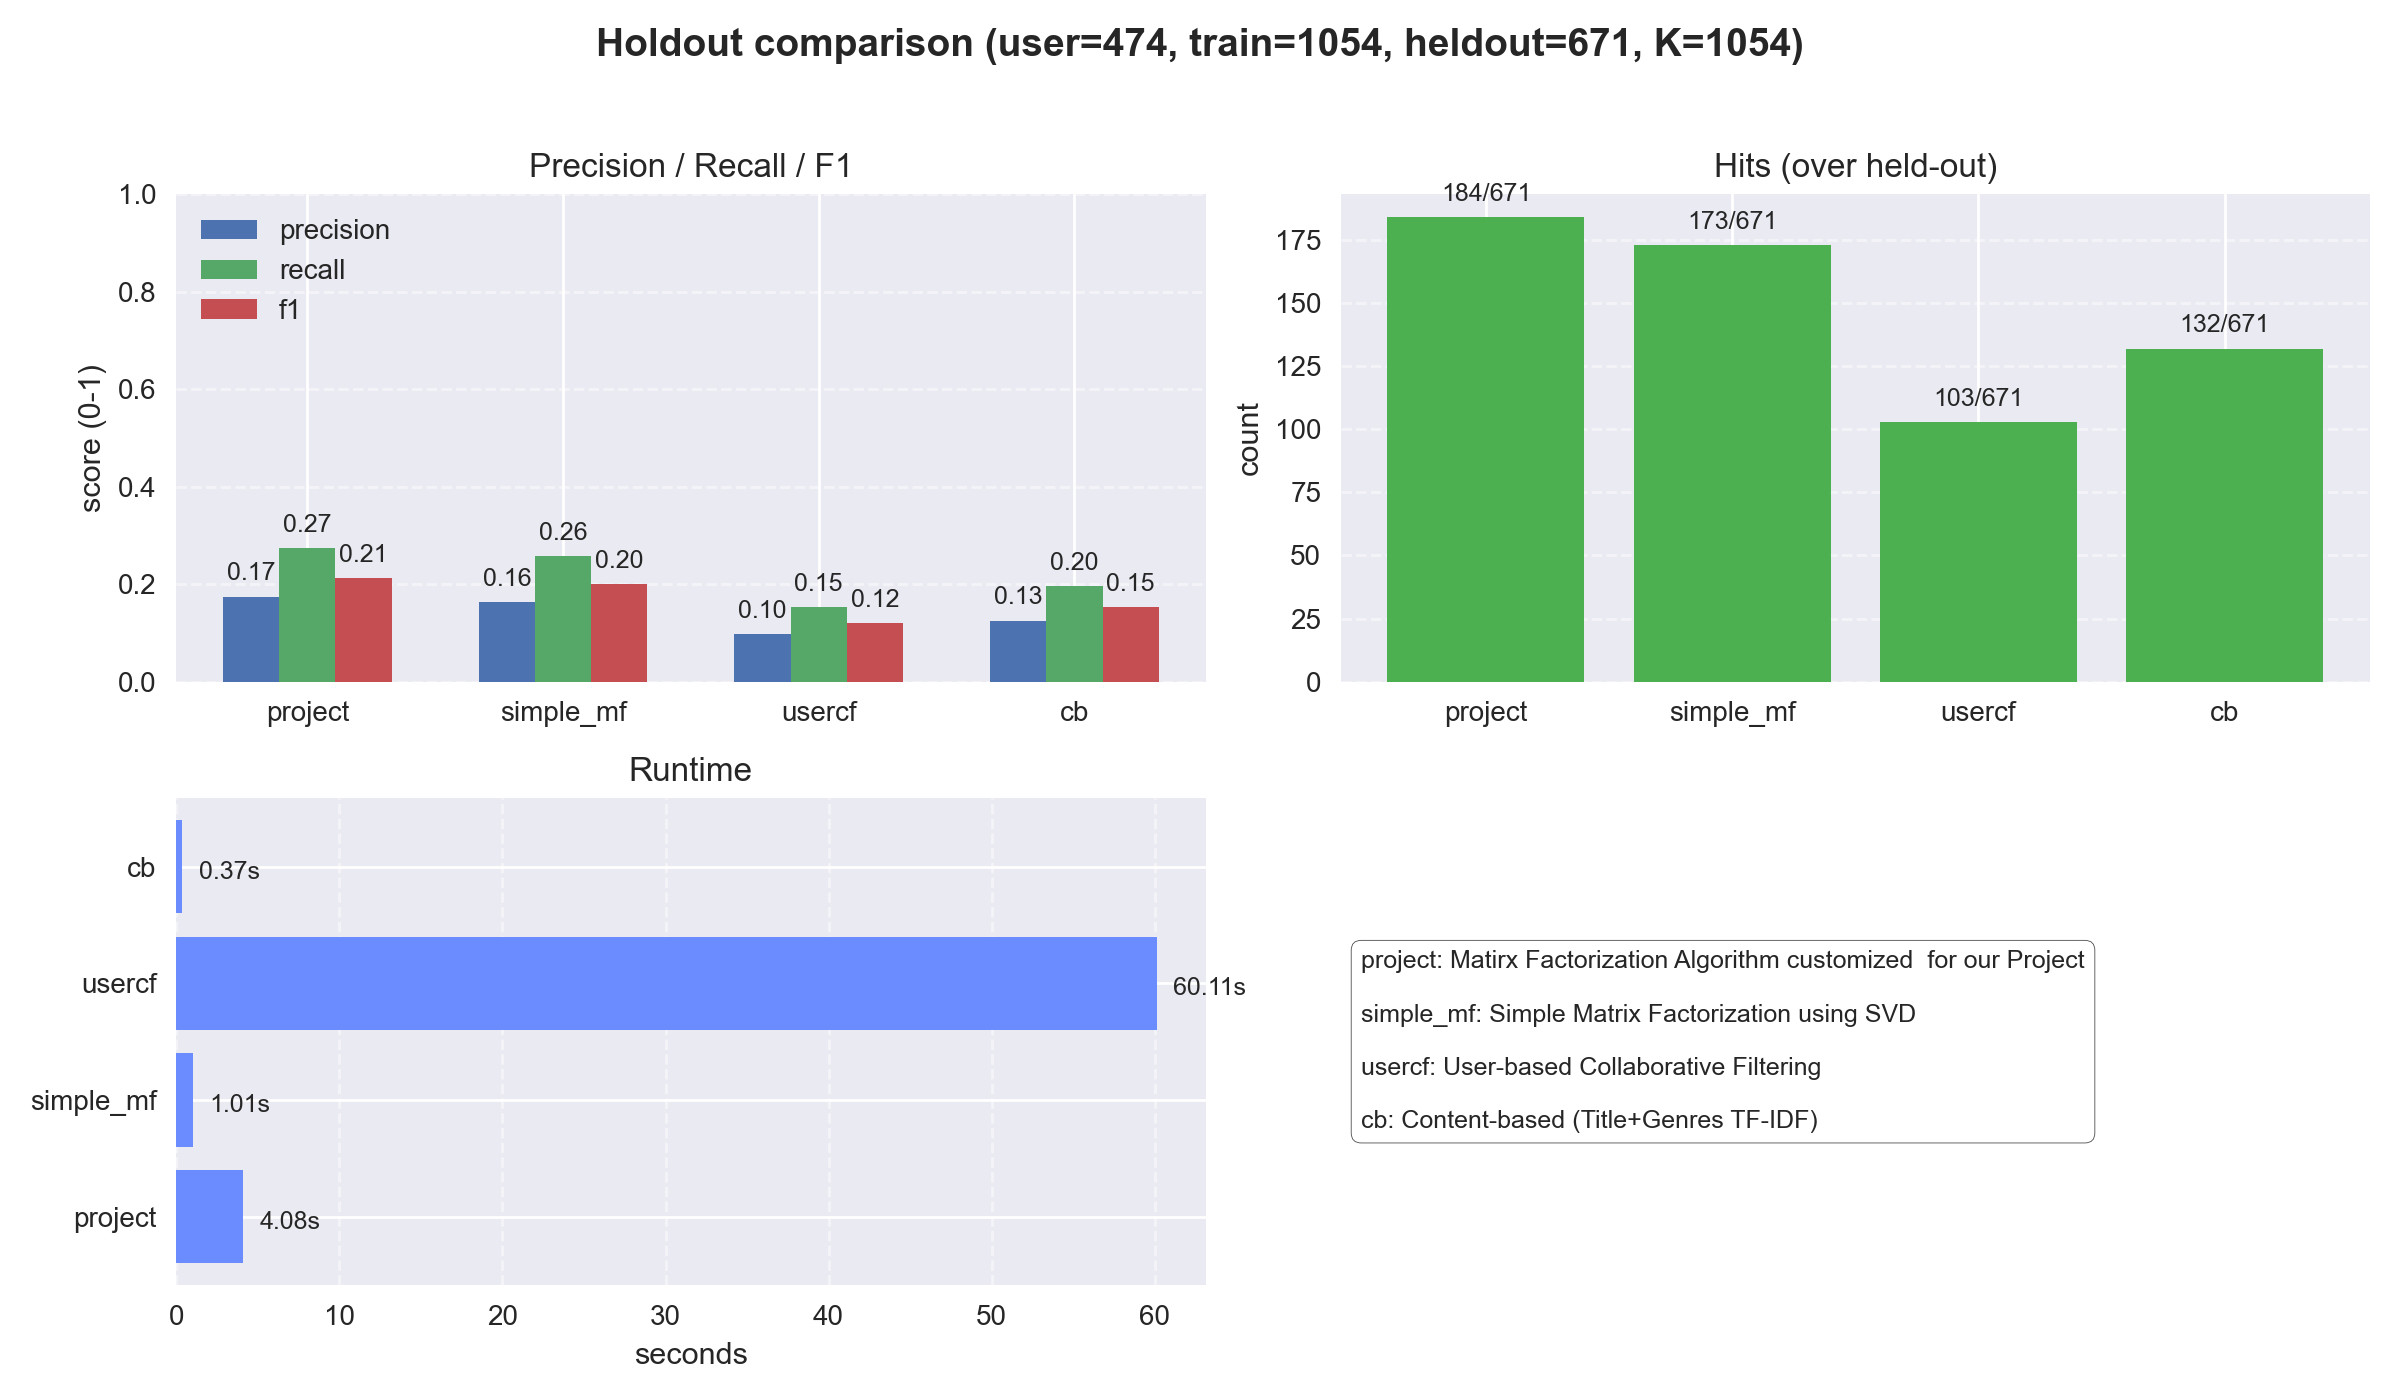 Holdout comparison (user=474, train=1054, heldout=671, K=1054)
Precision / Recall / F1
1.0
0.8
0.6
0.4
0.2
0.0
score (0-1)
precision
recall
f1
0.17
0.27
0.21
0.16
0.26
0.20
0.10
0.15
0.12
0.13
0.20
0.15
project
simple_mf
usercf
cb
Hits (over held-out)
175
150
125
100
75
50
25
0
count
184/671
173/671
103/671
132/671
project
simple_mf
usercf
cb
Runtime
cb
usercf
simple_mf
project
0.37s
60.11s
1.01s
4.08s
0
10
20
30
40
50
60
seconds
project: Matirx Factorization Algorithm customized  for our Project
simple_mf: Simple Matrix Factorization using SVD
usercf: User-based Collaborative Filtering
cb: Content-based (Title+Genres TF-IDF)